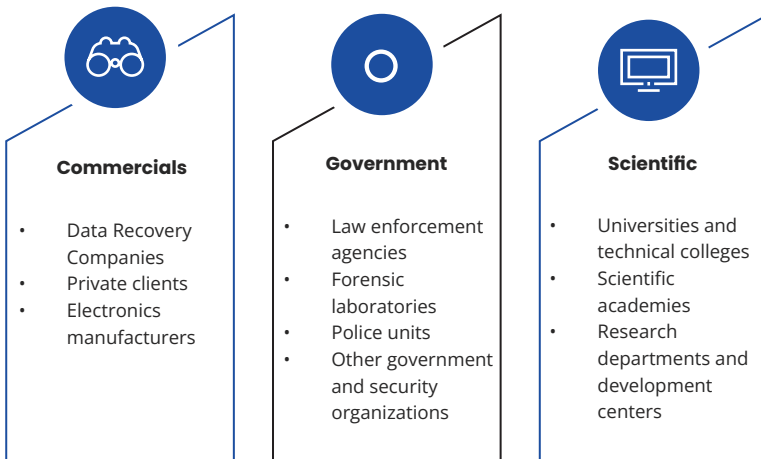 Commercials
• Data Recovery
Companies
• Private clients
• Electronics
manufacturers
Government
• Law enforcement
agencies
• Forensic
laboratories
• Police units
• Other government
and security
organizations
Scientific
• Universities and
technical colleges
• Scientific
academies
• Research
departments and
development
centers